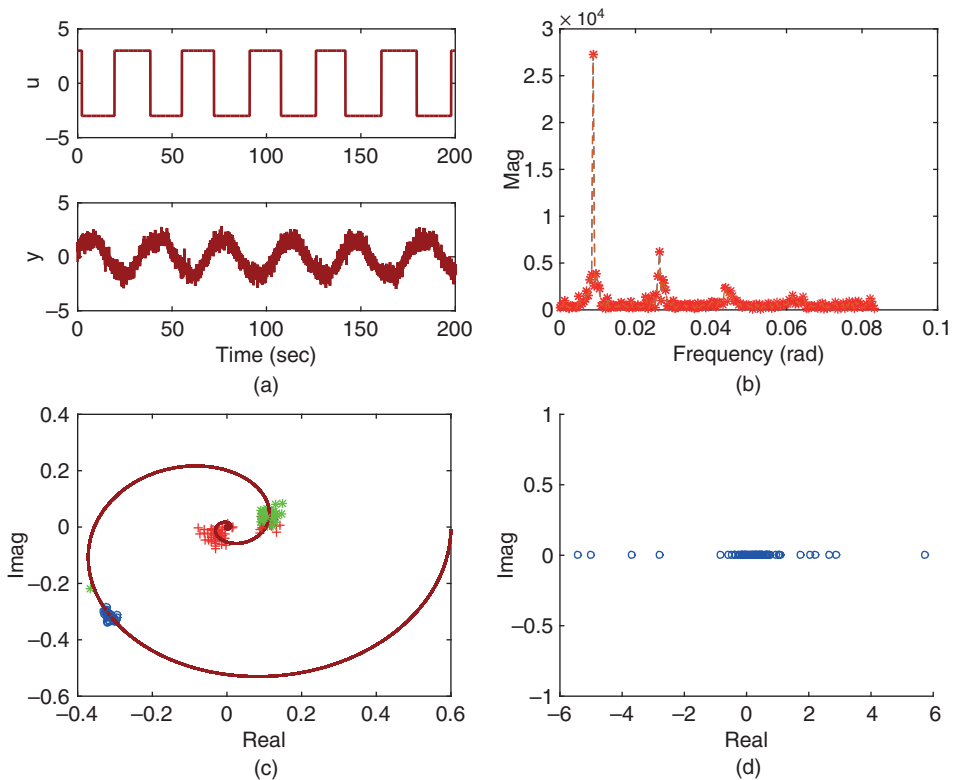 5
0
−5
u
0 50 100 150 200
5
0
−5
y
0 50 100 150 200
Time (sec)
(a)
× 10⁴
3
2.5
2
1.5
1
0.5
0
Mag
0 0.02 0.04 0.06 0.08 0.1
Frequency (rad)
(b)
0.4
0.2
0
−0.2
−0.4
−0.6
Imag
−0.4 −0.2 0 0.2 0.4 0.6
Real
(c)
1
0.5
0
−0.5
−1
Imag
−6 −4 −2 0 2 4 6
Real
(d)